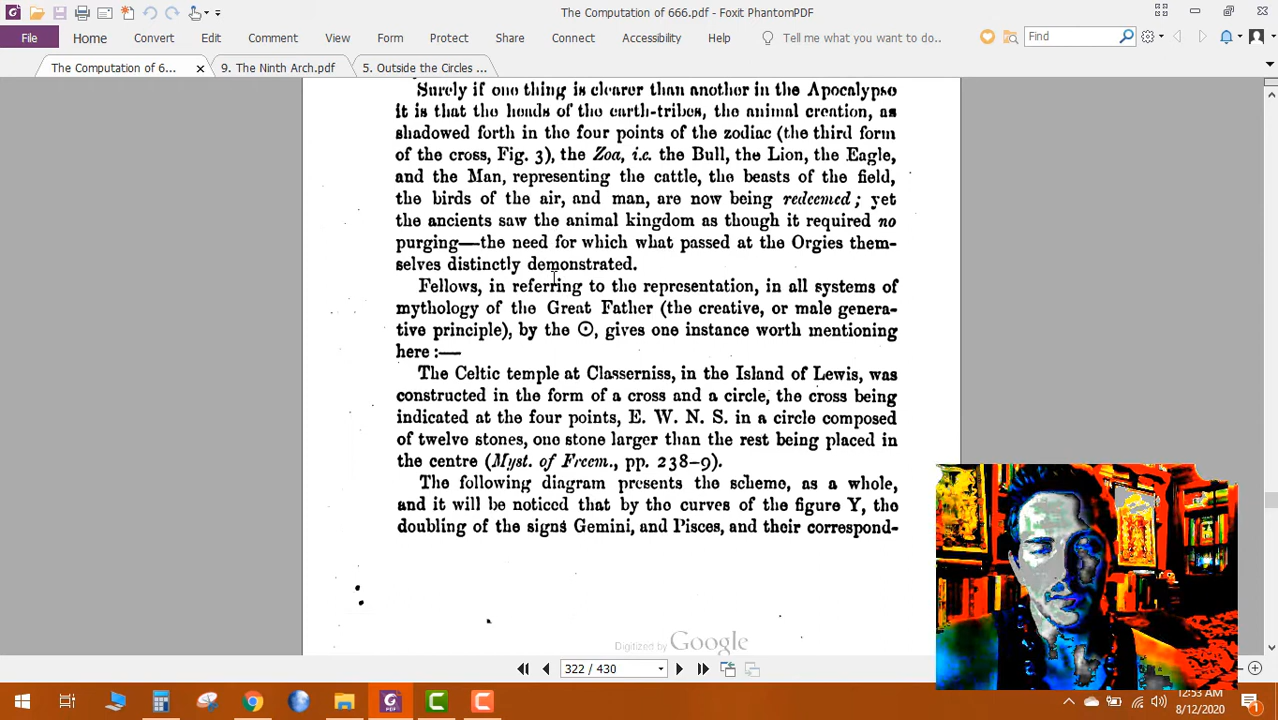 The Computation of 666.pdf - Foxit PhantomPDF
File Home Convert Edit Comment View Form Protect Share Connect Accessibility Help Tell me what you want to do.. Find
The Computation of 6... 9. The Ninth Arch.pdf 5. Outside the Circles ...
Surely if one thing is clearer than another in the Apocalypse
it is that the heads of the earth-tribes, the animal creation, as
shadowed forth in the four points of the zodiac (the third form
of the cross, Fig. 3), the Zoa, i.e. the Bull, the Lion, the Eagle,
and the Man, representing the cattle, the beasts of the field,
the birds of the air, and man, are now being redeemed; yet
the ancients saw the animal kingdom as though it required no
purging—the need for which what passed at the Orgies them-
selves distinctly demonstrated.
Fellows, in referring to the representation, in all systems of
mythology of the Great Father (the creative, or male genera-
tive principle), by the ⊙, gives one instance worth mentioning
here :—
The Celtic temple at Classerniss, in the Island of Lewis, was
constructed in the form of a cross and a circle, the cross being
indicated at the four points, E. W. N. S. in a circle composed
of twelve stones, one stone larger than the rest being placed in
the centre (Myst. of Freem., pp. 238-9).
The following diagram presents the scheme, as a whole,
and it will be noticed that by the curves of the figure Y, the
doubling of the signs Gemini, and Pisces, and their correspond-
Digitized by Google
322 / 430
12:53 AM
8/12/2020
1